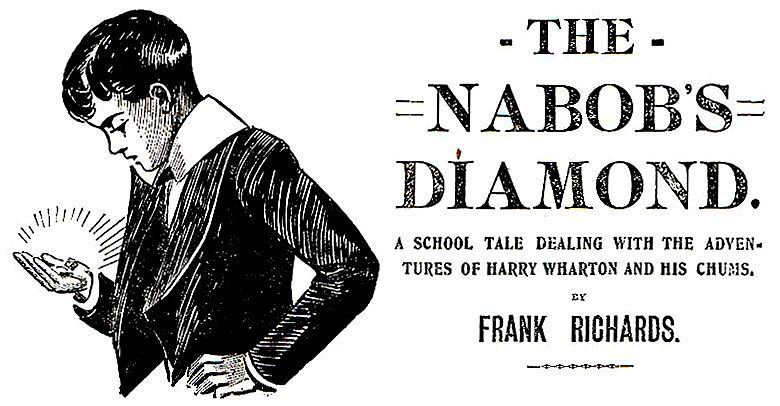 - THE -
=NABOB'S=
DIAMOND.
A SCHOOL TALE DEALING WITH THE ADVEN-
TURES OF HARRY WHARTON AND HIS CHUMS.
BY
FRANK RICHARDS.